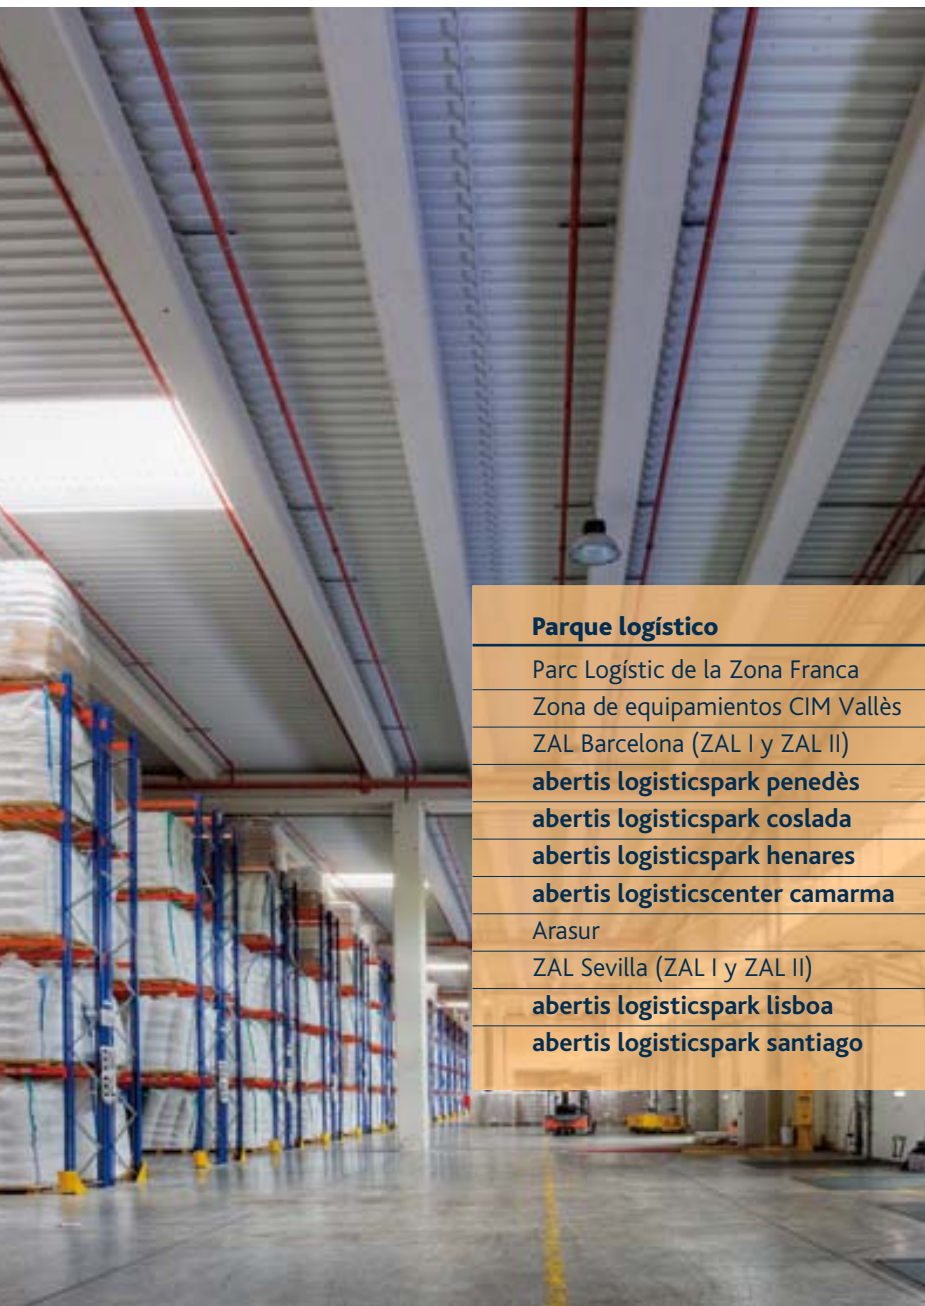 Parque logístico
Parc Logístic de la Zona Franca
Zona de equipamientos CIM Vallès
ZAL Barcelona (ZAL I y ZAL II)
abertis logisticspark penedès
abertis logisticspark coslada
abertis logisticspark henares
abertis logisticscenter camarma
Arasur
ZAL Sevilla (ZAL I y ZAL II)
abertis logisticspark lisboa
abertis logisticspark santiago